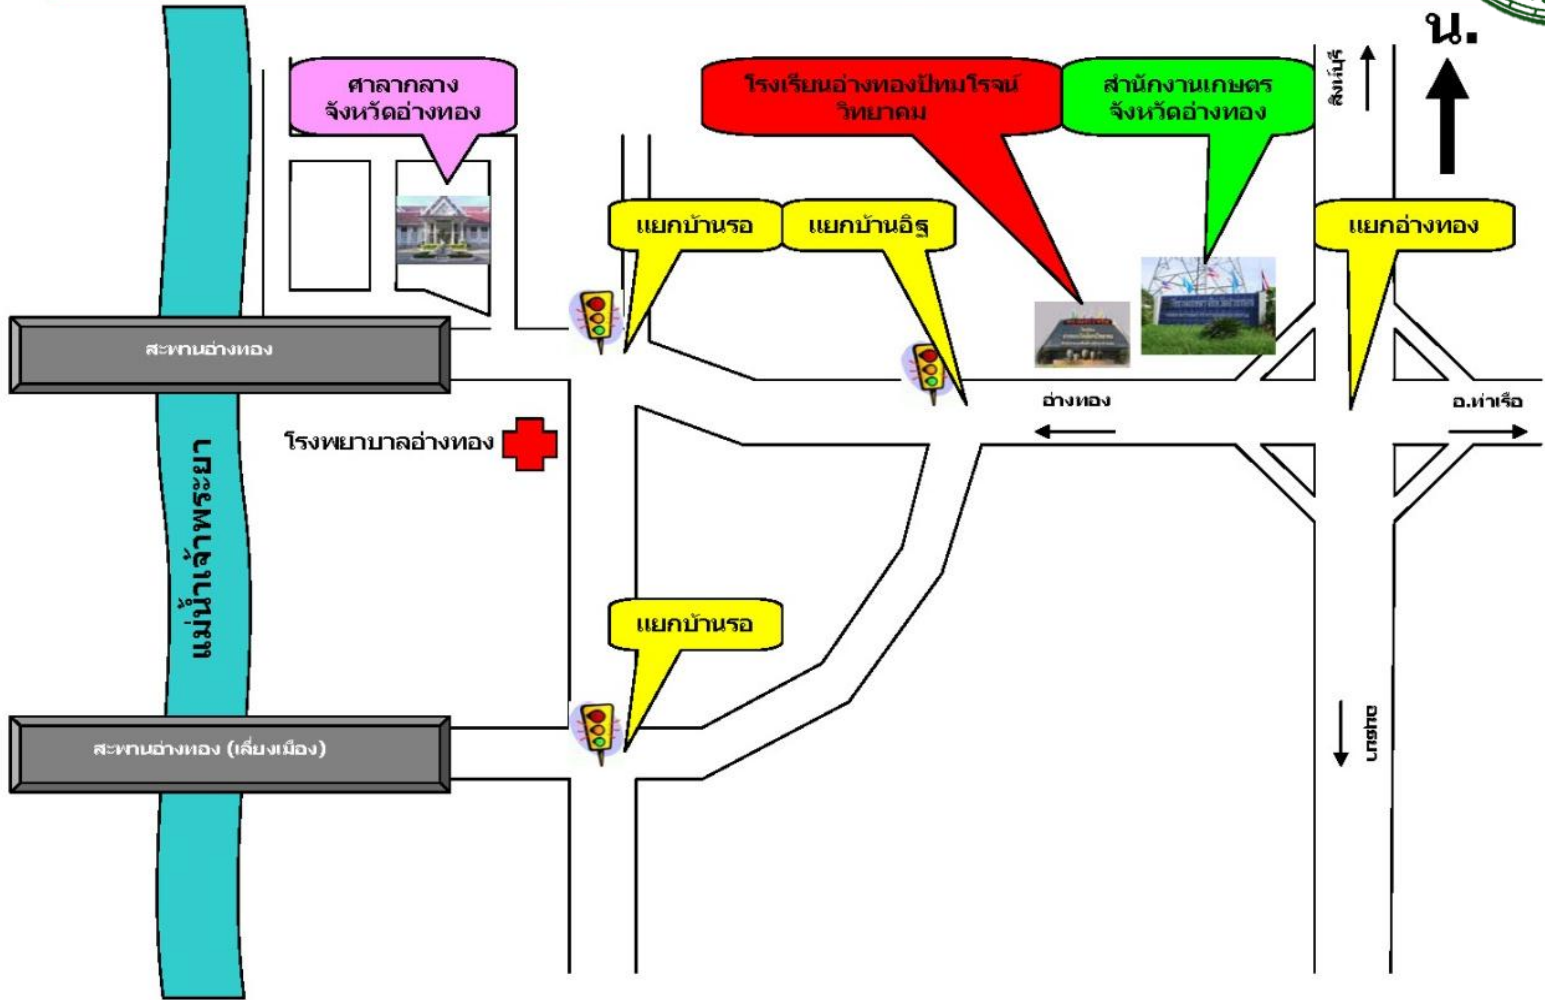 น.
สิงห์บุรี
ศาลากลาง
จังหวัดอ่างทอง
โรงเรียนอ่างทองปัทมโรจน์
วิทยาคม
สำนักงานเกษตร
จังหวัดอ่างทอง
แยกบ้านรอ
แยกบ้านอิฐ
แยกอ่างทอง
สะพานอ่างทอง
อ่างทอง
อ.ท่าเรือ
โรงพยาบาลอ่างทอง
แม่น้ำเจ้าพระยา
แยกบ้านรอ
สะพานอ่างทอง (เลี่ยงเมือง)
อยุธยา